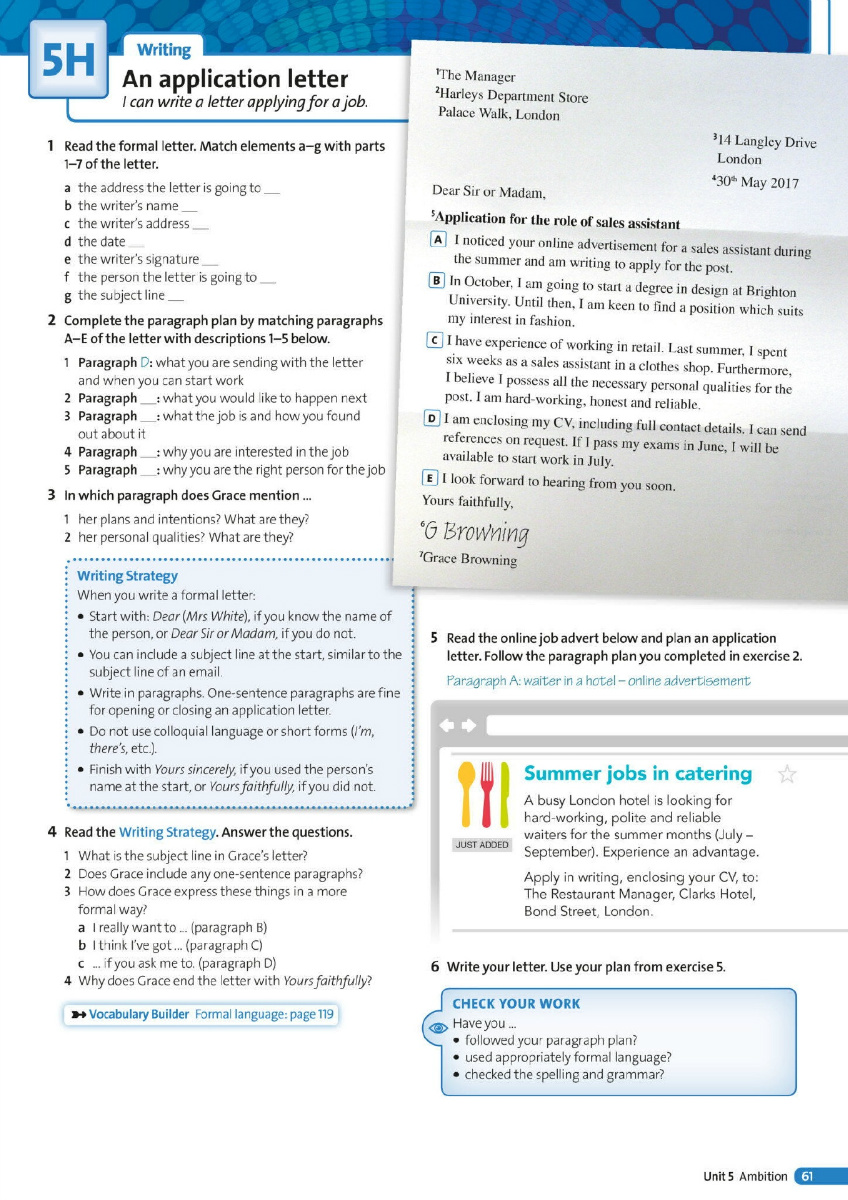 5H
Writing
An application letter
I can write a letter applying for a job.
1 Read the formal letter. Match elements a–g with parts
1–7 of the letter.
a the address the letter is going to __
b the writer's name __
c the writer's address __
d the date __
e the writer's signature __
f the person the letter is going to __
g the subject line __
2 Complete the paragraph plan by matching paragraphs
A–E of the letter with descriptions 1–5 below.
1 Paragraph D: what you are sending with the letter
and when you can start work
2 Paragraph __: what you would like to happen next
3 Paragraph __: what the job is and how you found
out about it
4 Paragraph __: why you are interested in the job
5 Paragraph __: why you are the right person for the job
3 In which paragraph does Grace mention ...
1 her plans and intentions? What are they?
2 her personal qualities? What are they?
Writing Strategy
When you write a formal letter:
• Start with: Dear (Mrs White), if you know the name of
the person, or Dear Sir or Madam, if you do not.
• You can include a subject line at the start, similar to the
subject line of an email.
• Write in paragraphs. One-sentence paragraphs are fine
for opening or closing an application letter.
• Do not use colloquial language or short forms (I'm,
there's, etc.).
• Finish with Yours sincerely, if you used the person's
name at the start, or Yours faithfully, if you did not.
4 Read the Writing Strategy. Answer the questions.
1 What is the subject line in Grace's letter?
2 Does Grace include any one-sentence paragraphs?
3 How does Grace express these things in a more
formal way?
a I really want to ... (paragraph B)
b I think I've got ... (paragraph C)
c ... if you ask me to. (paragraph D)
4 Why does Grace end the letter with Yours faithfully?
Vocabulary Builder Formal language: page 119
1The Manager
2Harleys Department Store
Palace Walk, London
314 Langley Drive
London
430th May 2017
Dear Sir or Madam,
5Application for the role of sales assistant
A I noticed your online advertisement for a sales assistant during
the summer and am writing to apply for the post.
B In October, I am going to start a degree in design at Brighton
University. Until then, I am keen to find a position which suits
my interest in fashion.
C I have experience of working in retail. Last summer, I spent
six weeks as a sales assistant in a clothes shop. Furthermore,
I believe I possess all the necessary personal qualities for the
post. I am hard-working, honest and reliable.
D I am enclosing my CV, including full contact details. I can send
references on request. If I pass my exams in June, I will be
available to start work in July.
E I look forward to hearing from you soon.
Yours faithfully,
6G Browning
7Grace Browning
5 Read the online job advert below and plan an application
letter. Follow the paragraph plan you completed in exercise 2.
Paragraph A: waiter in a hotel – online advertisement
JUST ADDED
Summer jobs in catering
A busy London hotel is looking for
hard-working, polite and reliable
waiters for the summer months (July –
September). Experience an advantage.
Apply in writing, enclosing your CV, to:
The Restaurant Manager, Clarks Hotel,
Bond Street, London.
6 Write your letter. Use your plan from exercise 5.
CHECK YOUR WORK
Have you ...
• followed your paragraph plan?
• used appropriately formal language?
• checked the spelling and grammar?
Unit 5 Ambition 61